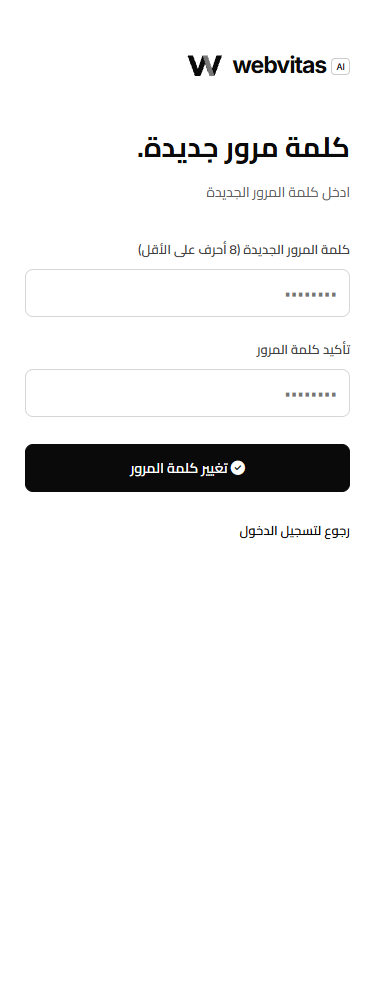 webvitas AI
كلمة مرور جديدة.
ادخل كلمة المرور الجديدة
كلمة المرور الجديدة (8 أحرف على الأقل)
••••••••
تأكيد كلمة المرور
••••••••
تغيير كلمة المرور
رجوع لتسجيل الدخول